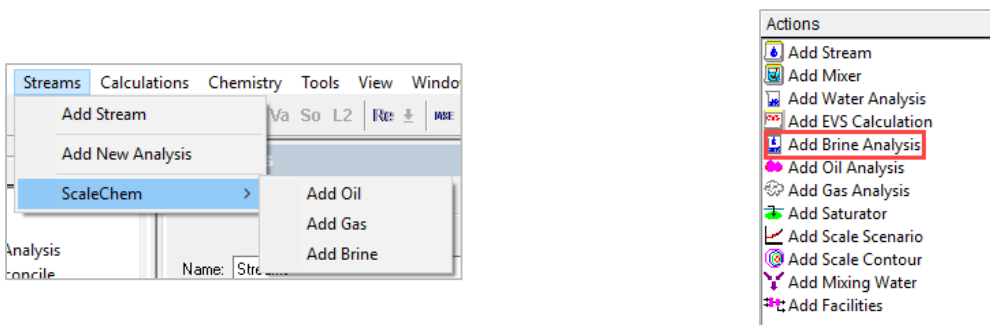 Streams Calculations Chemistry Tools View Windo
Add Stream
Va So L2
Add New Analysis
ScaleChem
Add Oil
Add Gas
Add Brine
Analysis
Name:
Actions
Add Stream
Add Mixer
Add Water Analysis
Add EVS Calculation
Add Brine Analysis
Add Oil Analysis
Add Gas Analysis
Add Saturator
Add Scale Scenario
Add Scale Contour
Add Mixing Water
Add Facilities